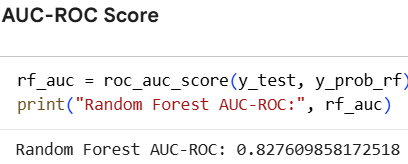 AUC-ROC Score
rf_auc = roc_auc_score(y_test, y_prob_rf)
print("Random Forest AUC-ROC:", rf_auc)
Random Forest AUC-ROC: 0.827609858172518